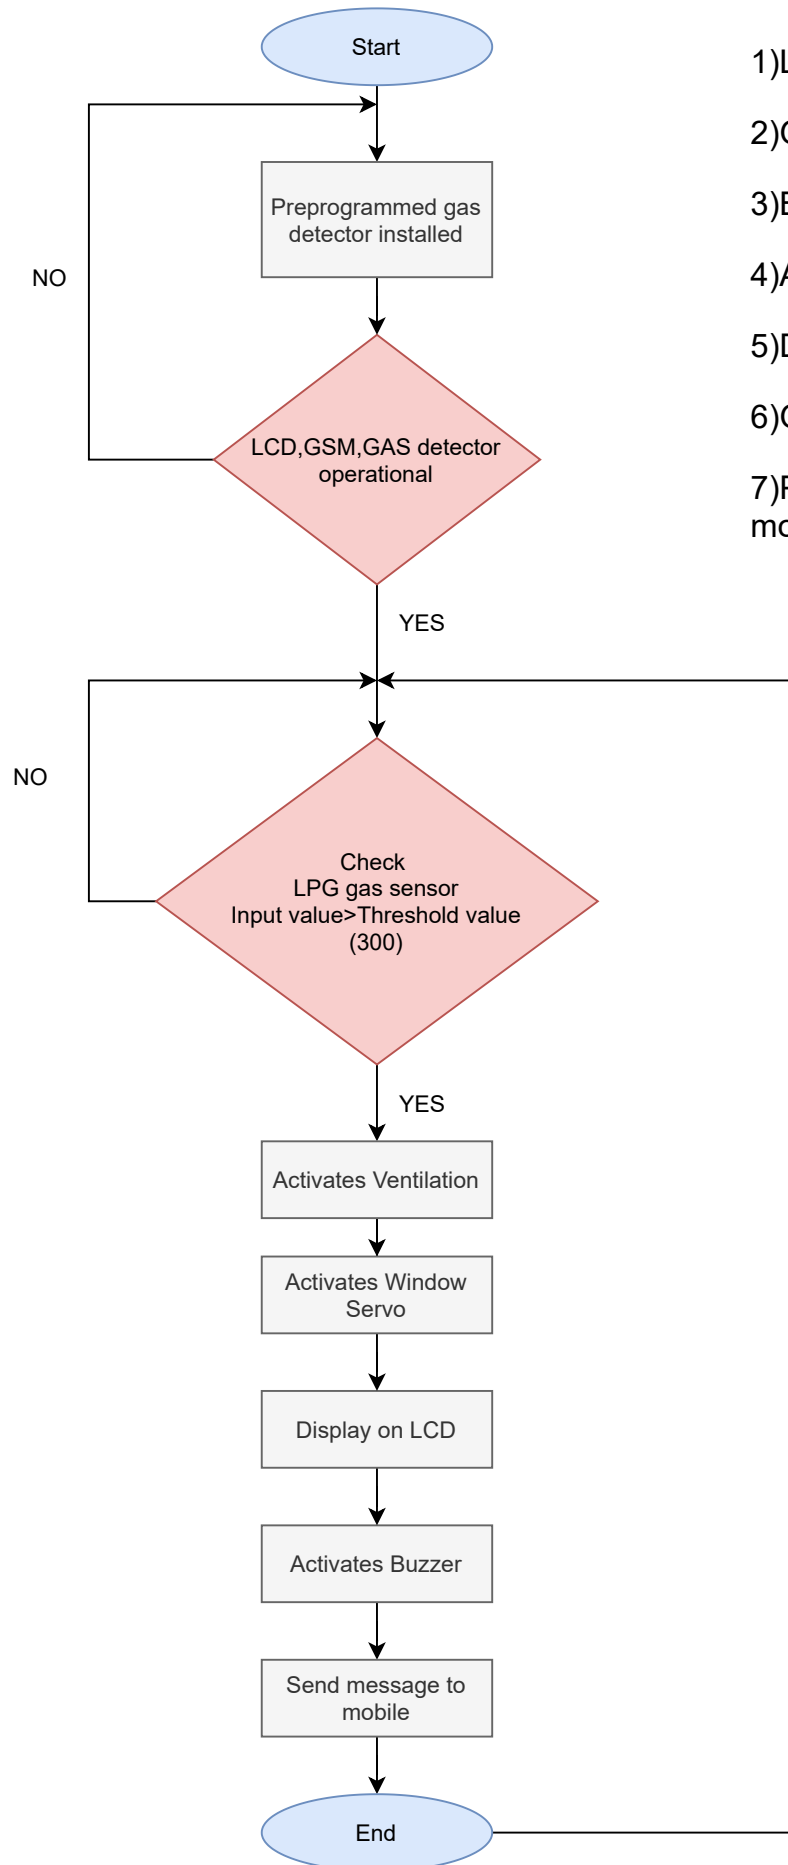 Start
Preprogrammed gas
detector installed
NO
LCD,GSM,GAS detector
operational
YES
NO
Check
LPG gas sensor
Input value>Threshold value
(300)
YES
Activates Ventilation
Activates Window
Servo
Display on LCD
Activates Buzzer
Send message to
mobile
End
1)
2)
3)
4)
5)
6)
7)